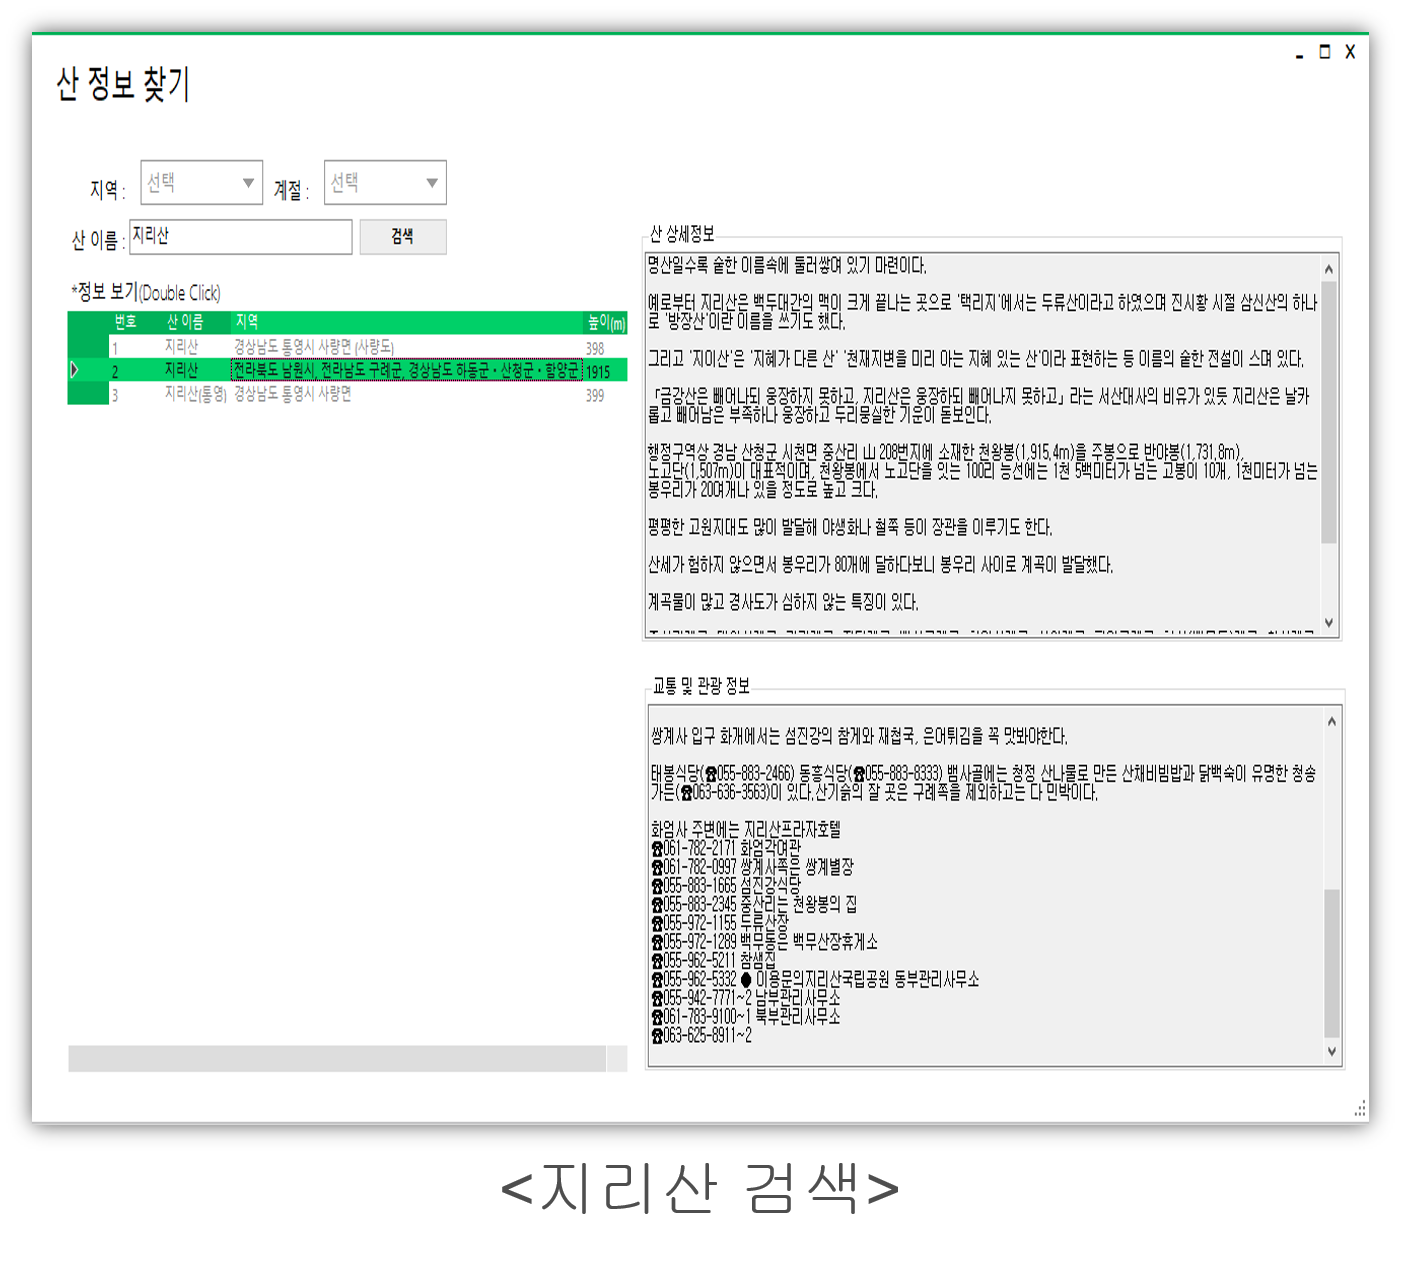 산 정보 찾기
지역 : 선택 계절 : 선택
산 이름 : 지리산 검색
*정보 보기(Double Click)
번호 산 이름 지역 높이(m)
1 지리산 경상남도 통영시 사량면 (사량도) 398
2 지리산 전라북도 남원시, 전라남도 구례군, 경상남도 하동군·산청군·함양군 1915
3 지리산(통영) 경상남도 통영시 사량면 399
산 상세정보
명산일수록 숱한 이름속에 둘러쌓여 있기 마련이다.
예로부터 지리산은 백두대간의 맥이 크게 끝나는 곳으로 '택리지'에서는 두류산이라고 하였으며 진시황 시절 삼신산의 하나
로 '방장산'이란 이름을 쓰기도 했다.
그리고 '지이산'은 '지혜가 다른 산' '천재지변을 미리 아는 지혜 있는 산'이라 표현하는 등 이름의 숱한 전설이 스며 있다.
「금강산은 빼어나되 웅장하지 못하고, 지리산은 웅장하되 빼어나지 못하고」라는 서산대사의 비유가 있듯 지리산은 날카
롭고 빼어남은 부족하나 웅장하고 두리뭉실한 기운이 돋보인다.
행정구역상 경남 산청군 시천면 중산리 山 208번지에 소재한 천왕봉(1,915.4m)을 주봉으로 반야봉(1,731.8m),
노고단(1,507m)이 대표적이며, 천왕봉에서 노고단을 잇는 100리 능선에는 1천 5백미터가 넘는 고봉이 10개, 1천미터가 넘는
봉우리가 20여개나 있을 정도로 높고 크다.
평평한 고원지대도 많이 발달해 야생화나 철쭉 등이 장관을 이루기도 한다.
산세가 험하지 않으면서 봉우리가 80개에 달하다보니 봉우리 사이로 계곡이 발달했다.
계곡물이 많고 경사도가 심하지 않는 특징이 있다.
교통 및 관광 정보
쌍계사 입구 화개에서는 섬진강의 참게와 재첩국, 은어튀김을 꼭 맛봐야한다.
태봉식당(☎055-883-2466) 동흥식당(☎055-883-8333) 뱀사골에는 청정 산나물로 만든 산채비빔밥과 닭백숙이 유명한 청송
가든(☎063-636-3563)이 있다.산기슭의 잘 곳은 구례쪽을 제외하고는 다 민박이다.
화엄사 주변에는 지리산프라자호텔
☎061-782-2171 화엄각여관
☎061-782-0997 쌍계사쪽은 쌍계별장
☎055-883-1665 섬진강식당
☎055-883-2345 중산리는 천왕봉의 집
☎055-972-1155 두류산장
☎055-972-1289 백무동은 백무산장휴게소
☎055-962-5211 참샘집
☎055-962-5332 ● 이용문의지리산국립공원 동부관리사무소
☎055-942-7771~2 남부관리사무소
☎061-783-9100~1 북부관리사무소
☎063-625-8911~2
<지리산 검색>